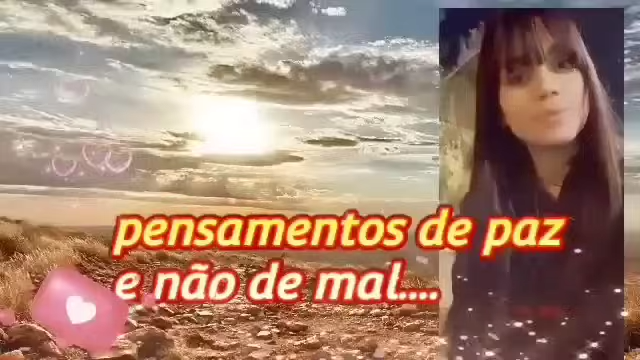 pensamentos de paz
e não de mal....